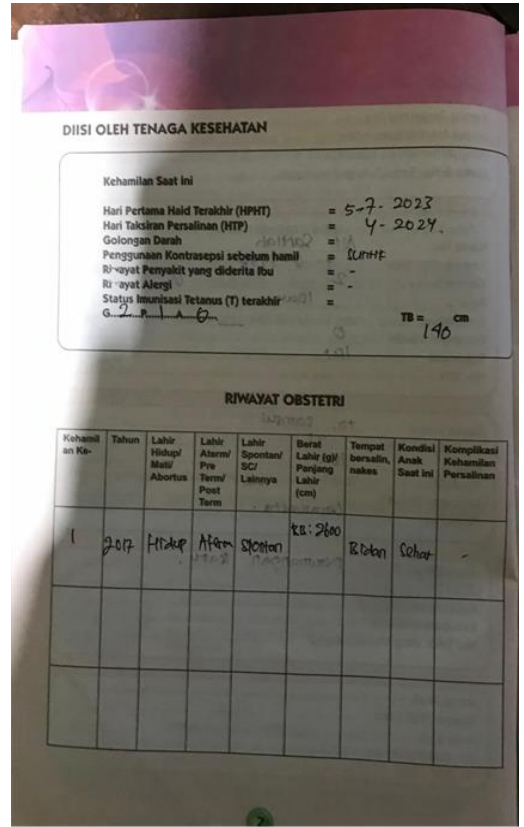 DIISI OLEH TENAGA KESEHATAN
Kehamilan Saat ini
Hari Pertama Haid Terakhir (HPHT) = 5-7-2023
Hari Taksiran Persalinan (HTP) = 4-2024.
Golongan Darah =
Penggunaan Kontrasepsi sebelum hamil =
Riwayat Penyakit yang diderita Ibu = -
Riwayat Alergi = -
Status Imunisasi Tetanus (T) terakhir =
G...2...P...1...A...0... TB = 140 cm
RIWAYAT OBSTETRI
Kehamilan Ke- Tahun Lahir Hidup/ Mati/ Abortus Lahir Aterm/ Pre Term/ Post Term Lahir Spontan/ SC/ Lainnya Berat Lahir (g)/ Panjang Lahir (cm) Tempat bersalin, nakes Kondisi Anak Saat ini Komplikasi Kehamilan Persalinan
1 2017 Hidup Aterm Spontan BB: 2600 Bidan Sehat -
7